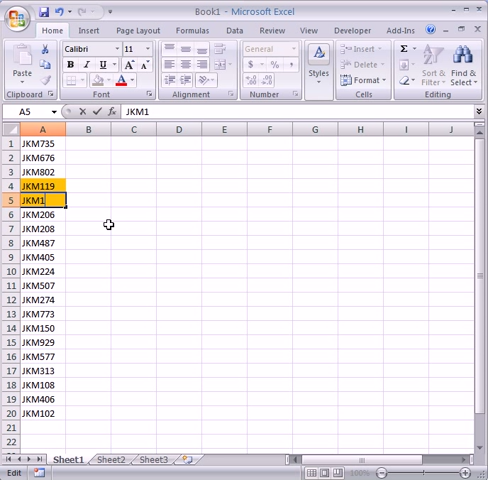 Book1 - Microsoft Excel
Home Insert Page Layout Formulas Data Review View Developer Add-Ins
Calibri 11 General Insert
Delete
Paste B I U Styles Format Sort & Filter Find & Select
Clipboard Font Alignment Number Cells Editing
A5 fx JKM1
A B C D E F G H I J
1 JKM735
2 JKM676
3 JKM802
4 JKM119
5 JKM1
6 JKM206
7 JKM208
8 JKM487
9 JKM405
10 JKM224
11 JKM507
12 JKM274
13 JKM773
14 JKM150
15 JKM929
16 JKM577
17 JKM313
18 JKM108
19 JKM406
20 JKM102
21
22
Sheet1 Sheet2 Sheet3
Edit 100%